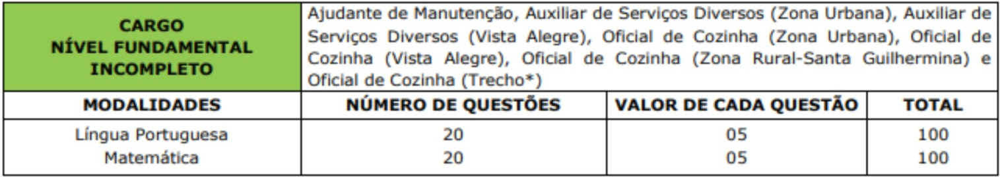 CARGO
NÍVEL FUNDAMENTAL
INCOMPLETO
Ajudante de Manutenção, Auxiliar de Serviços Diversos (Zona Urbana), Auxiliar de
Serviços Diversos (Vista Alegre), Oficial de Cozinha (Zona Urbana), Oficial de
Cozinha (Vista Alegre), Oficial de Cozinha (Zona Rural-Santa Guilhermina) e
Oficial de Cozinha (Trecho*)
MODALIDADES NÚMERO DE QUESTÕES VALOR DE CADA QUESTÃO TOTAL
Língua Portuguesa 20 05 100
Matemática 20 05 100